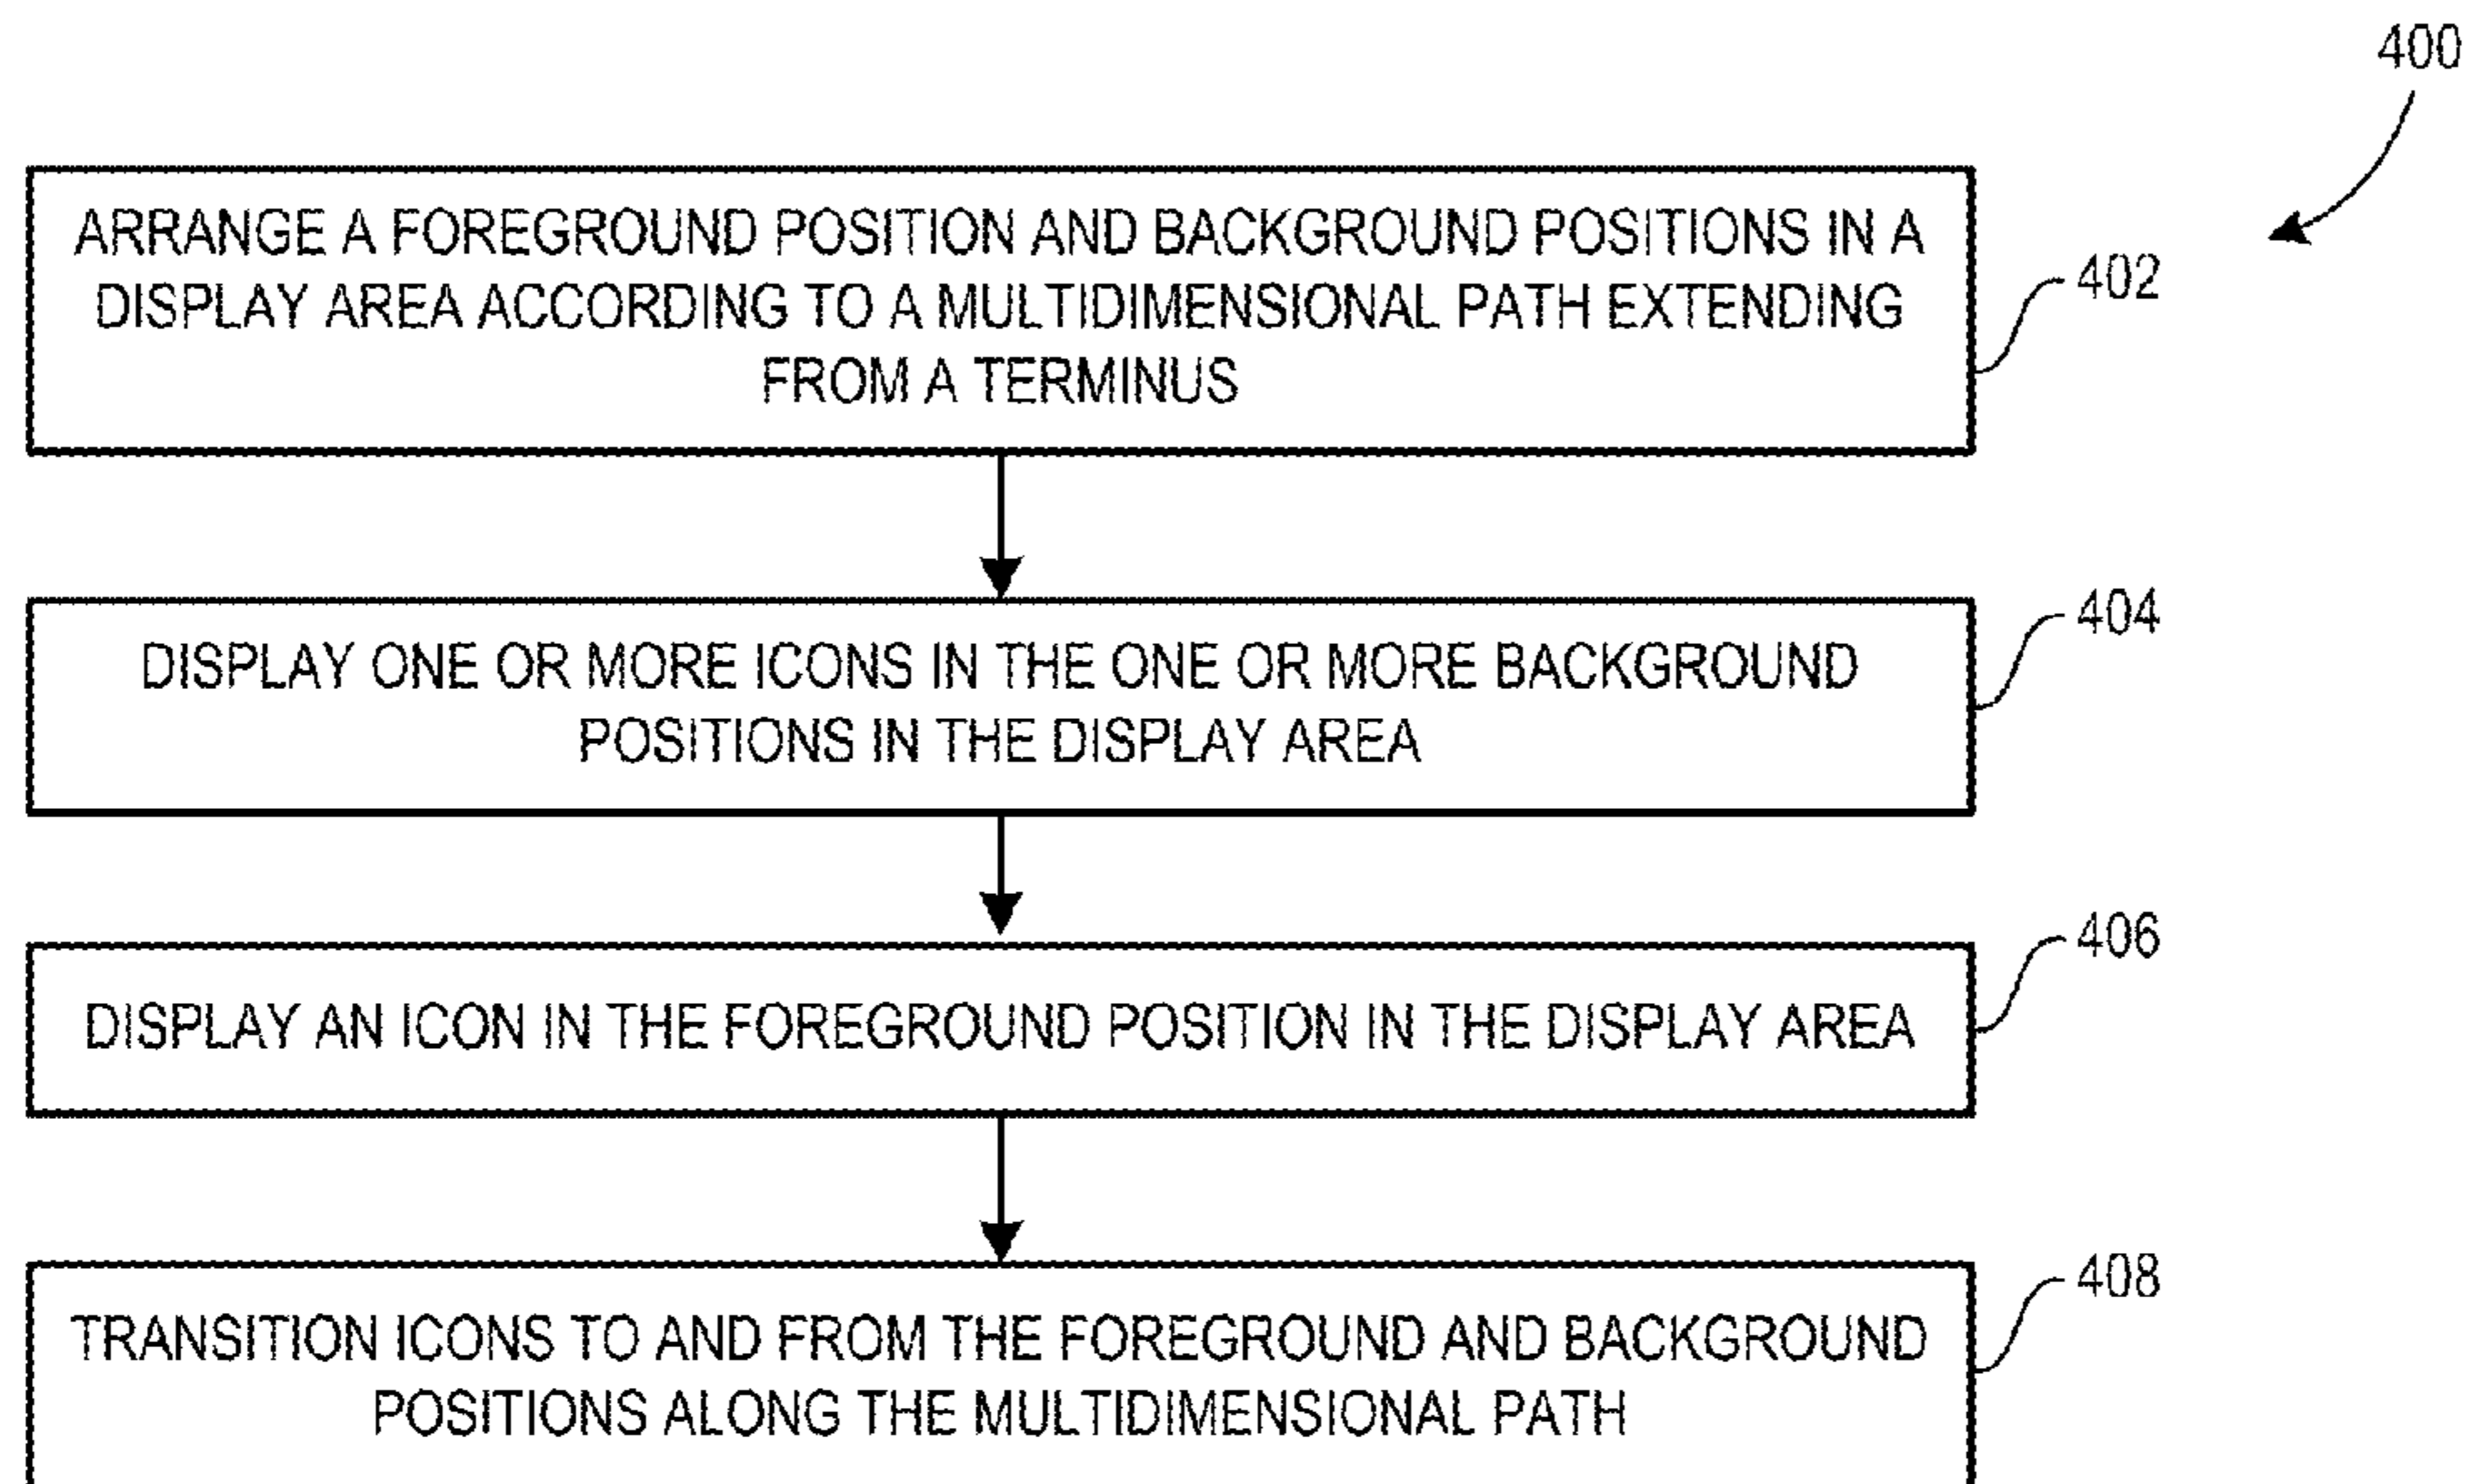 400
ARRANGE A FOREGROUND POSITION AND BACKGROUND POSITIONS IN A
DISPLAY AREA ACCORDING TO A MULTIDIMENSIONAL PATH EXTENDING
FROM A TERMINUS
402
DISPLAY ONE OR MORE ICONS IN THE ONE OR MORE BACKGROUND
POSITIONS IN THE DISPLAY AREA
404
DISPLAY AN ICON IN THE FOREGROUND POSITION IN THE DISPLAY AREA
406
TRANSITION ICONS TO AND FROM THE FOREGROUND AND BACKGROUND
POSITIONS ALONG THE MULTIDIMENSIONAL PATH
408